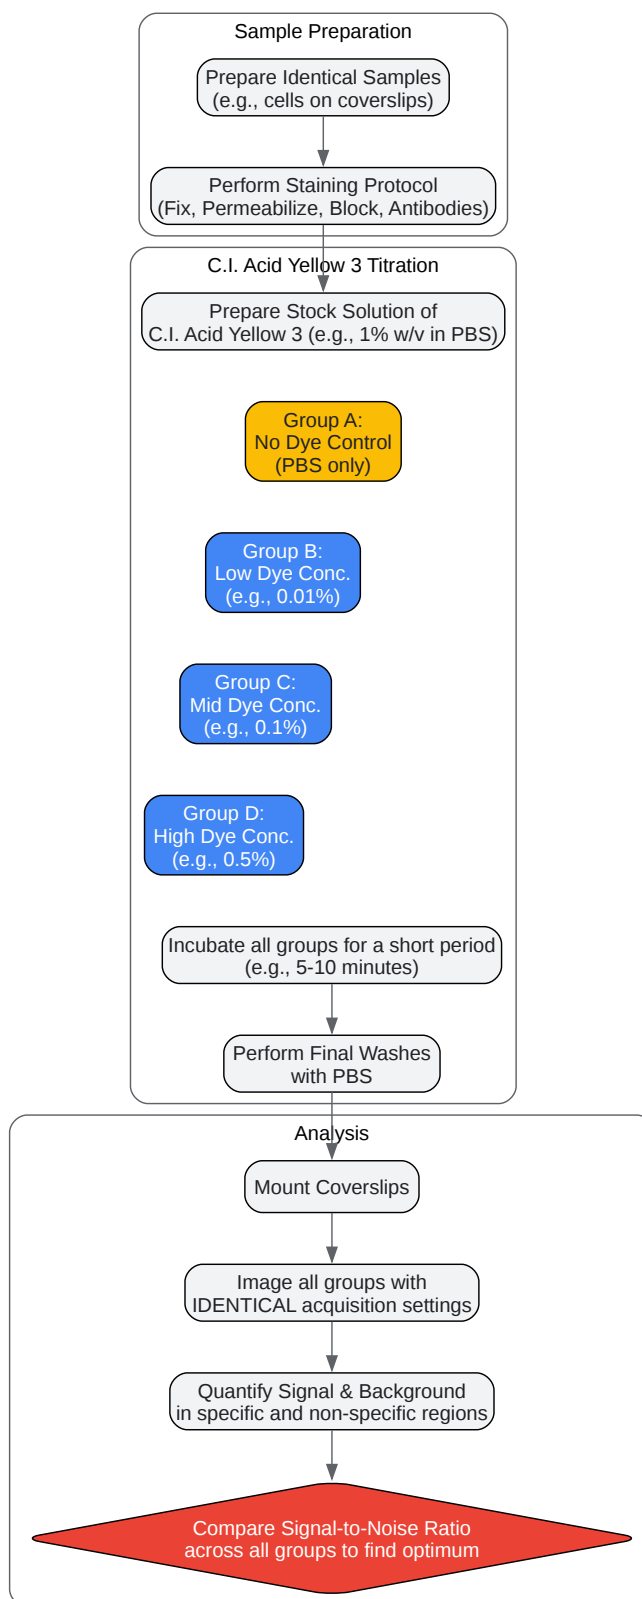 Sample Preparation
Prepare Identical Samples
(e.g., cells on coverslips)
Perform Staining Protocol
(Fix, Permeabilize, Block, Antibodies)
C.I. Acid Yellow 3 Titration
Prepare Stock Solution of
C.I. Acid Yellow 3 (e.g., 1% w/v in PBS)
Group A:
No Dye Control
(PBS only)
Group B:
Low Dye Conc.
(e.g., 0.01%)
Group C:
Mid Dye Conc.
(e.g., 0.1%)
Group D:
High Dye Conc.
(e.g., 0.5%)
Incubate all groups for a short period
(e.g., 5-10 minutes)
Perform Final Washes
with PBS
Analysis
Mount Coverslips
Image all groups with
IDENTICAL acquisition settings
Quantify Signal & Background
in specific and non-specific regions
Compare Signal-to-Noise Ratio
across all groups to find optimum